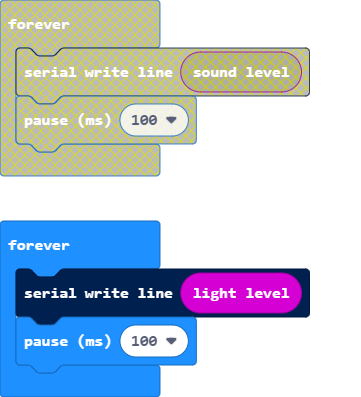 forever
serial write line sound level
pause (ms) 100
forever
serial write line light level
pause (ms) 100